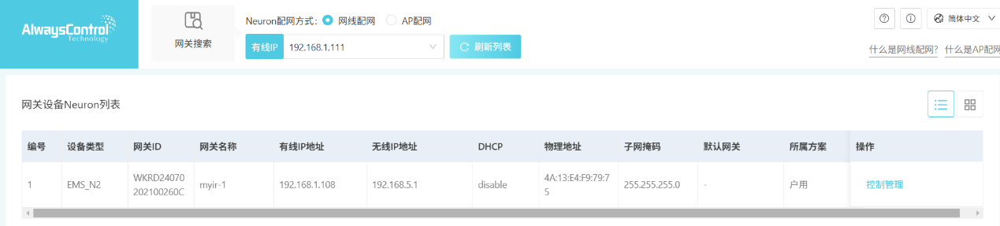 AlwaysControl
Technology
网关搜索
Neuron配网方式： 网线配网 AP配网
有线IP 192.168.1.111 刷新列表
简体中文
什么是网线配网? 什么是AP配网
网关设备Neuron列表
编号 设备类型 网关ID 网关名称 有线IP地址 无线IP地址 DHCP 物理地址 子网掩码 默认网关 所属方案 操作
1 EMS_N2 WKRD24070 myir-1 192.168.1.108 192.168.5.1 disable 4A:13:E4:F9:79:7 255.255.255.0 - 户用 控制管理
202100260C 5